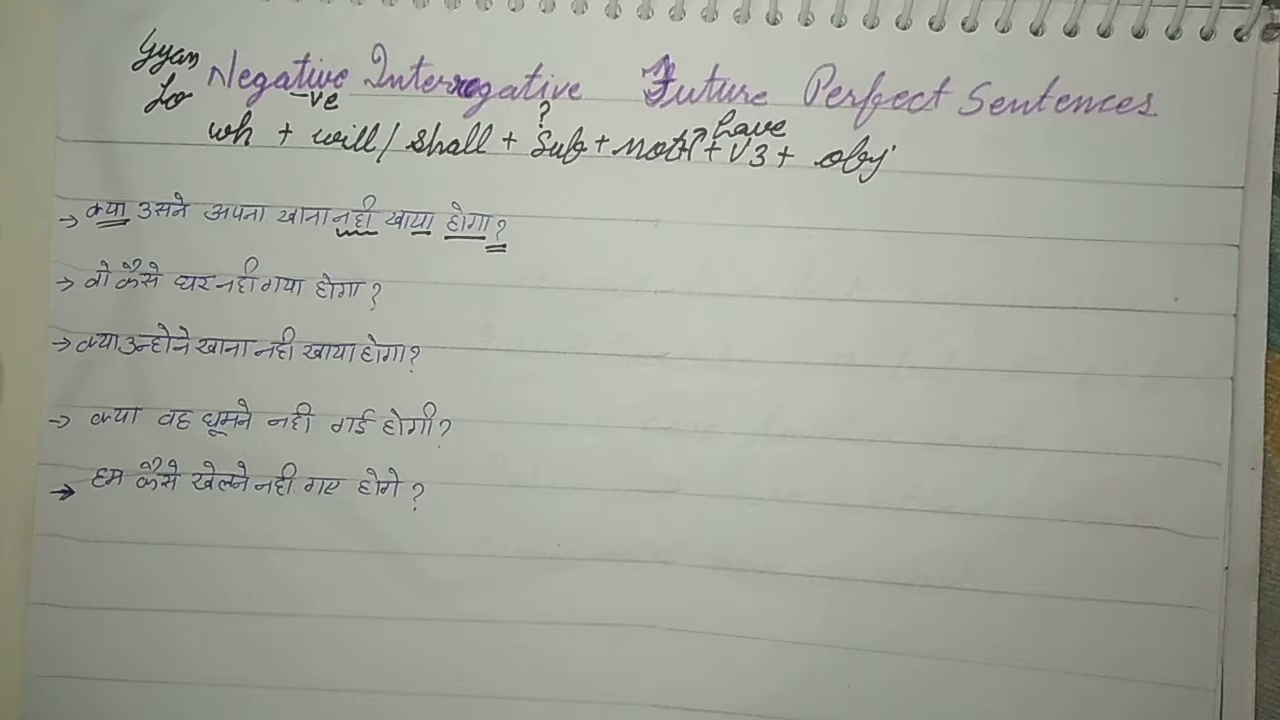 Gyan
Lo
Negative Interrogative Future Perfect Sentences
-ve ?
wh + will/shall + Sub + not + have + V3 + obj
→ क्या उसने अपना खाना नही खाया होगा?
→ वो कैसे घर नही गया होगा?
→ क्या उन्होने खाना नही खाया होगा?
→ क्या वह घूमने नही गई होगी?
→ हम कैसे खेलने नही गए होगे?